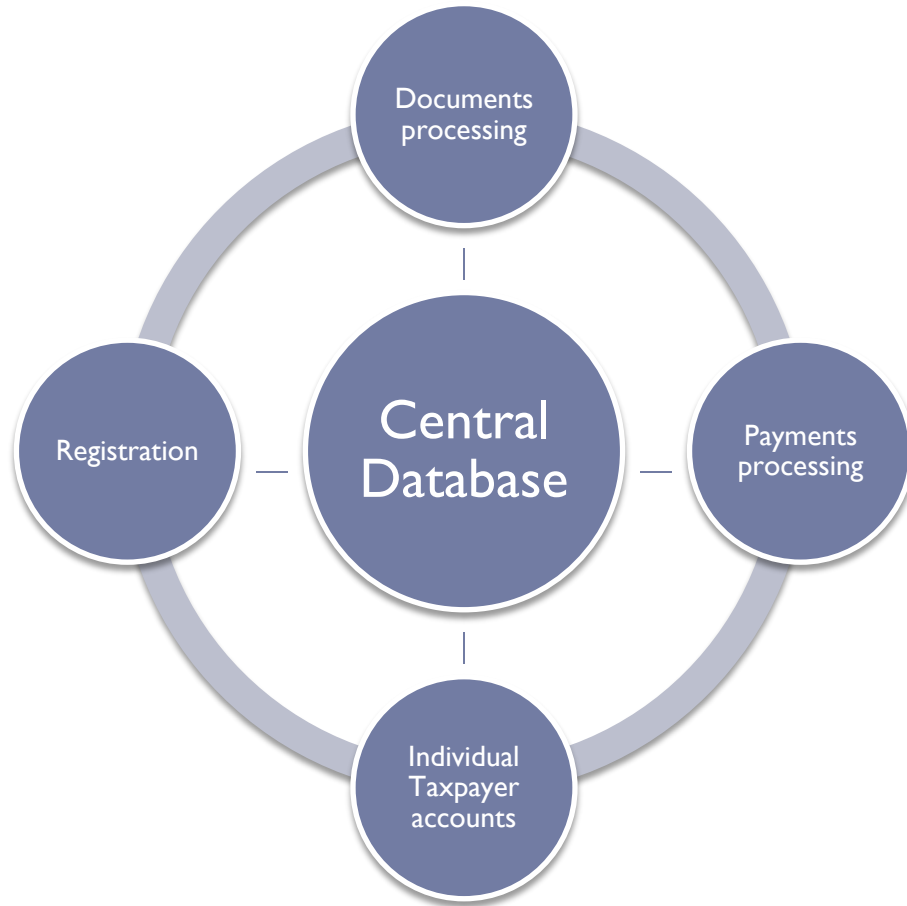 Documents
processing
Central
Database
Registration
Payments
processing
Individual
Taxpayer
accounts